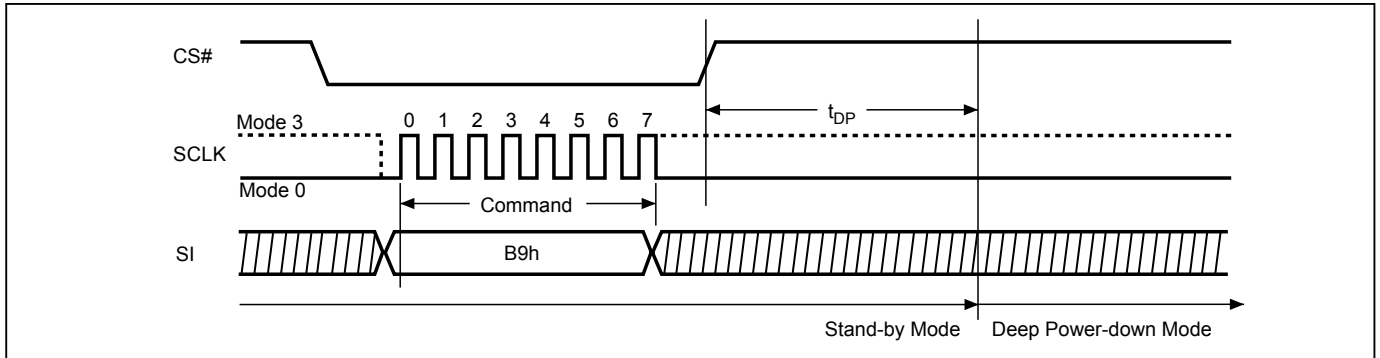 CS#
Mode 3
0 1 2 3 4 5 6 7
tDP
SCLK
Mode 0
Command
SI
B9h
Stand-by Mode
Deep Power-down Mode